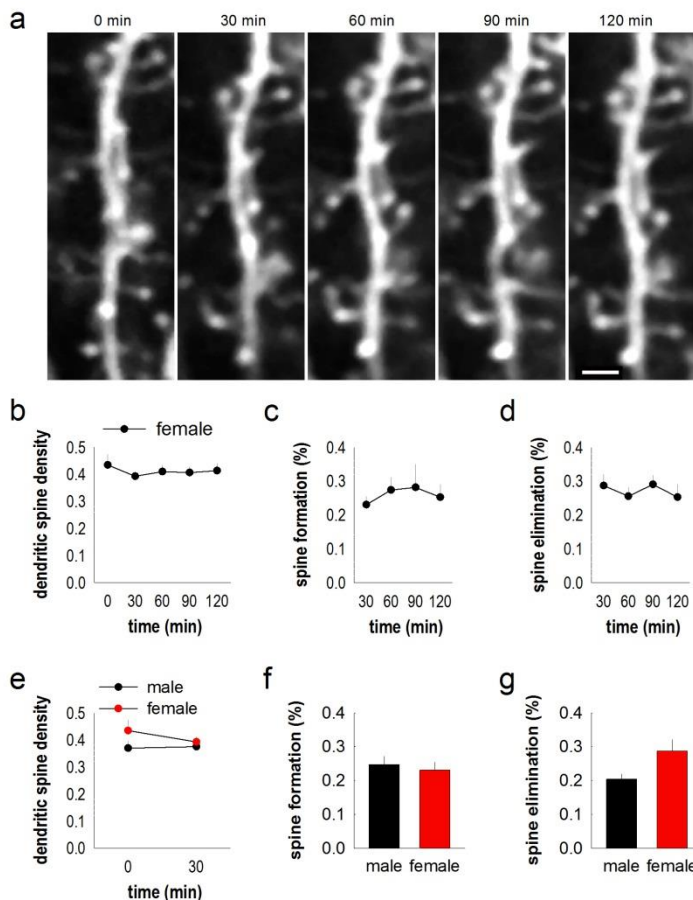 a
0 min 30 min 60 min 90 min 120 min
b
female
dendritic spine density
0.5
0.4
0.3
0.2
0.1
0.0
0 30 60 90 120
time (min)
c
spine formation (%)
0.4
0.3
0.2
0.1
0.0
30 60 90 120
time (min)
d
spine elimination (%)
0.4
0.3
0.2
0.1
0.0
30 60 90 120
time (min)
e
male
female
dendritic spine density
0.5
0.4
0.3
0.2
0.1
0.0
0 30
time (min)
f
spine formation (%)
0.4
0.3
0.2
0.1
0.0
male female
g
spine elimination (%)
0.4
0.3
0.2
0.1
0.0
male female